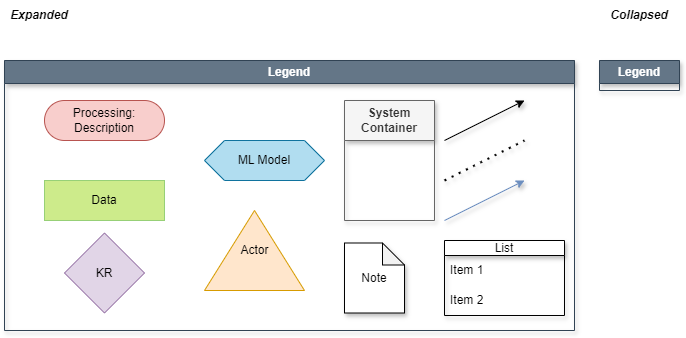 Expanded
Collapsed
Legend
Legend
Processing:
Description
System
Container
ML Model
Data
Actor
KR
Note
List
Item 1
Item 2